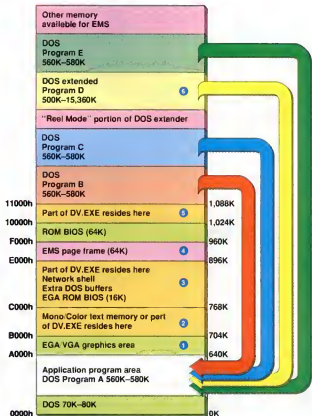 Other memory
available for EMS
DOS
Program E
560K–580K
DOS extended
Program D
500K–15,360K
6
"Reel Mode" portion of DOS extander
DOS
Program C
560K–580K
DOS
Program B
560K–580K
11000h
1,088K
Part of DV.EXE resides here
5
10000h
1,024K
ROM BIOS (64K)
F000h
960K
EMS page frame (64K)
4
E000h
896K
Part of DV.EXE resides here
Network shell
Extra DOS buffers
EGA ROM BIOS (16K)
3
C000h
768K
Mono/Color text memory or part
of DV.EXE resides here
2
B000h
704K
EGA/VGA graphics area
1
A000h
640K
Application program area
DOS Program A 560K–580K
DOS 70K–80K
0000h
0K